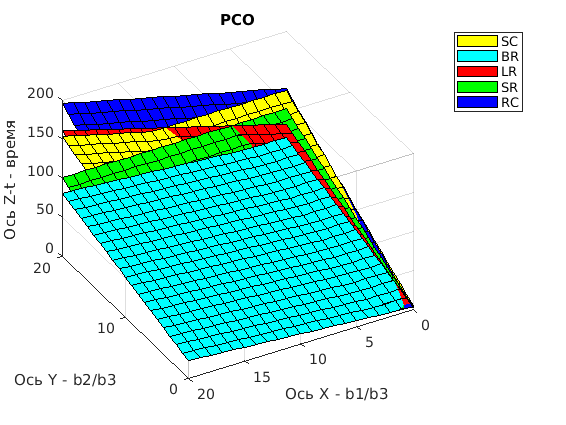 PCO
SC
BR
LR
SR
RC
200
150
100
50
0
Ось Z-t - время
20
10
0
Ось Y - b2/b3
20
15
10
5
0
Ось X - b1/b3